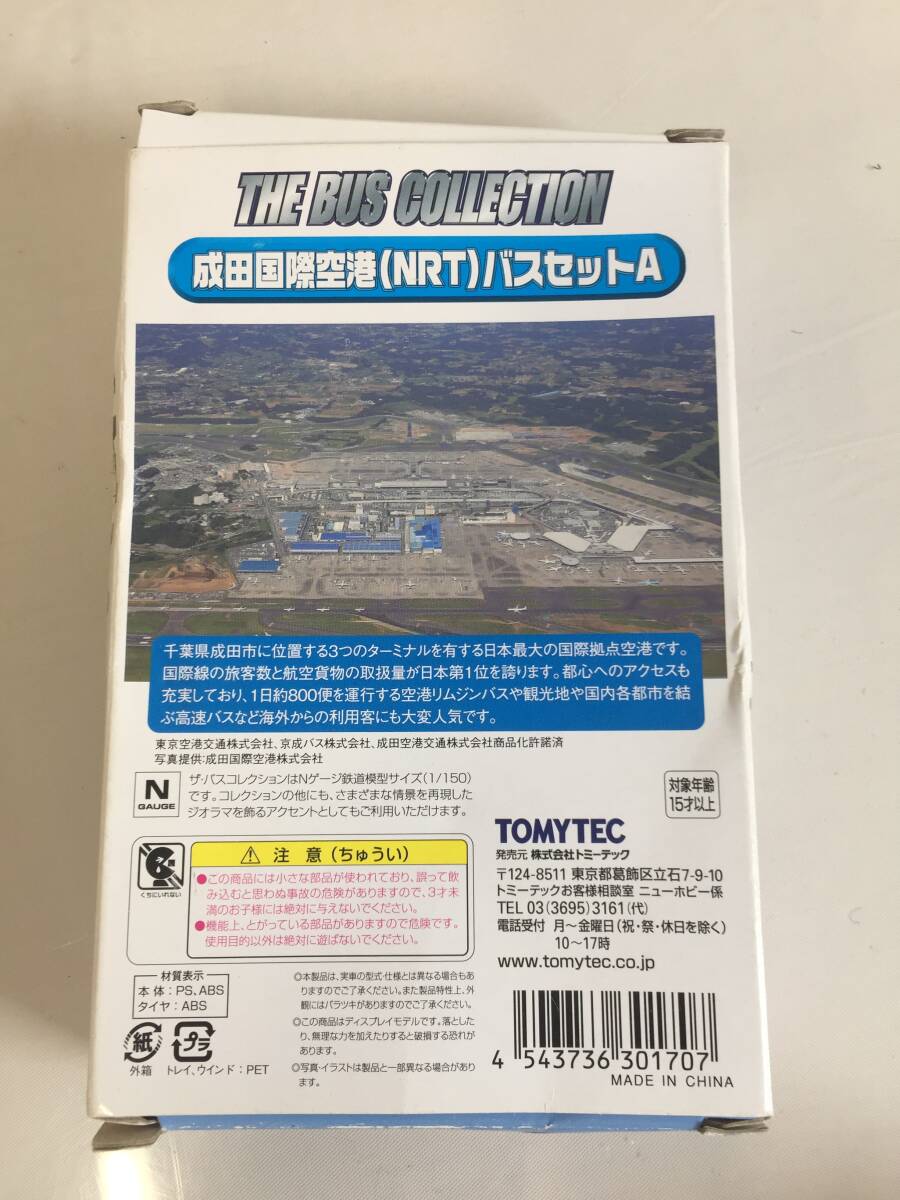 THE BUS COLLECTION
成田国際空港(NRT)バスセットA
千葉県成田市に位置する3つのターミナルを有する日本最大の国際拠点空港です。
国際線の旅客数と航空貨物の取扱量が日本第1位を誇ります。都心へのアクセスも
充実しており、1日約800便を運行する空港リムジンバスや観光地や国内各都市を結
ぶ高速バスなど海外からの利用客にも大変人気です。
東京空港交通株式会社、京成バス株式会社、成田空港交通株式会社商品化許諾済
写真提供:成田国際空港株式会社
N
GAUGE
ザ・バスコレクションはNゲージ鉄道模型サイズ(1/150)
です。コレクションの他にも、さまざまな情景を再現した
ジオラマを飾るアクセントとしてもご利用いただけます。
対象年齢
15才以上
くちにいれない
⚠ 注 意 (ちゅうい)
●この商品には小さな部品が使われており、誤って飲
み込むと思わぬ事故の危険がありますので、3才未
満のお子様には絶対に与えないでください。
●機能上、とがっている部品がありますので危険です。
使用目的以外は絶対に遊ばないでください。
TOMYTEC
発売元 株式会社トミーテック
〒124-8511 東京都葛飾区立石7-9-10
トミーテックお客様相談室 ニューホビー係
TEL 03(3695)3161(代)
電話受付 月~金曜日(祝・祭・休日を除く)
10~17時
www.tomytec.co.jp
材質表示
本体:PS、ABS
タイヤ:ABS
紙
外箱
プラ
トレイ、ウインド:PET
◎本製品は、実車の型式・仕様とは異なる場合もあ
りますのでご了承ください。また製品特性上、外
観にはバラツキがありますのでご了承ください。
◎この商品はディスプレイモデルです。落とした
り、無理な力を加えたりすると破損する恐れが
あります。
◎写真・イラストは製品と一部異なる場合があり
ます。
4 543736 301707
MADE IN CHINA